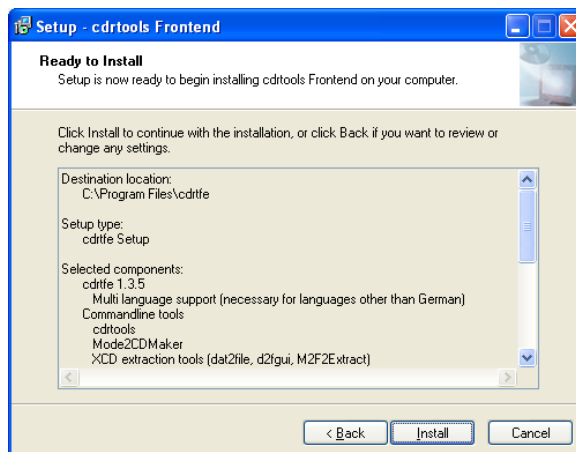 Setup - cdrtools Frontend
Ready to Install
Setup is now ready to begin installing cdrtools Frontend on your computer.
Click Install to continue with the installation, or click Back if you want to review or
change any settings.
Destination location:
C:\Program Files\cdrtfe
Setup type:
cdrtfe Setup
Selected components:
cdrtfe 1.3.5
Multi language support (necessary for languages other than German)
Commandline tools
cdrtools
Mode2CDMaker
XCD extraction tools (dat2file, d2fgui, M2F2Extract)
< Back
Install
Cancel